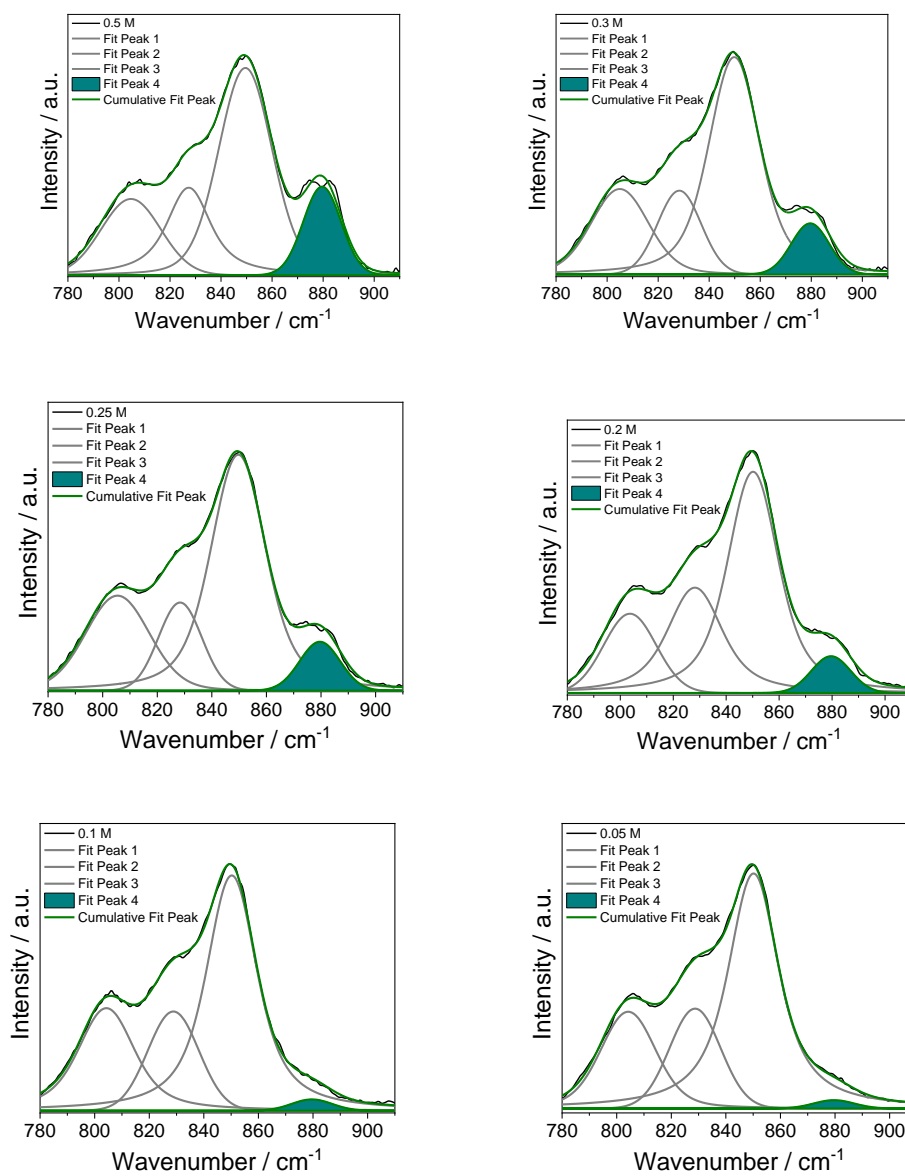 0.5 M
Fit Peak 1
Fit Peak 2
Fit Peak 3
Fit Peak 4
Cumulative Fit Peak
Intensity / a.u.
780 800 820 840 860 880 900
Wavenumber / cm-1
0.3 M
Fit Peak 1
Fit Peak 2
Fit Peak 3
Fit Peak 4
Cumulative Fit Peak
Intensity / a.u.
780 800 820 840 860 880 900
Wavenumber / cm-1
0.25 M
Fit Peak 1
Fit Peak 2
Fit Peak 3
Fit Peak 4
Cumulative Fit Peak
Intensity / a.u.
780 800 820 840 860 880 900
Wavenumber / cm-1
0.2 M
Fit Peak 1
Fit Peak 2
Fit Peak 3
Fit Peak 4
Cumulative Fit Peak
Intensity / a.u.
780 800 820 840 860 880 900
Wavenumber / cm-1
0.1 M
Fit Peak 1
Fit Peak 2
Fit Peak 3
Fit Peak 4
Cumulative Fit Peak
Intensity / a.u.
780 800 820 840 860 880 900
Wavenumber / cm-1
0.05 M
Fit Peak 1
Fit Peak 2
Fit Peak 3
Fit Peak 4
Cumulative Fit Peak
Intensity / a.u.
780 800 820 840 860 880 900
Wavenumber / cm-1